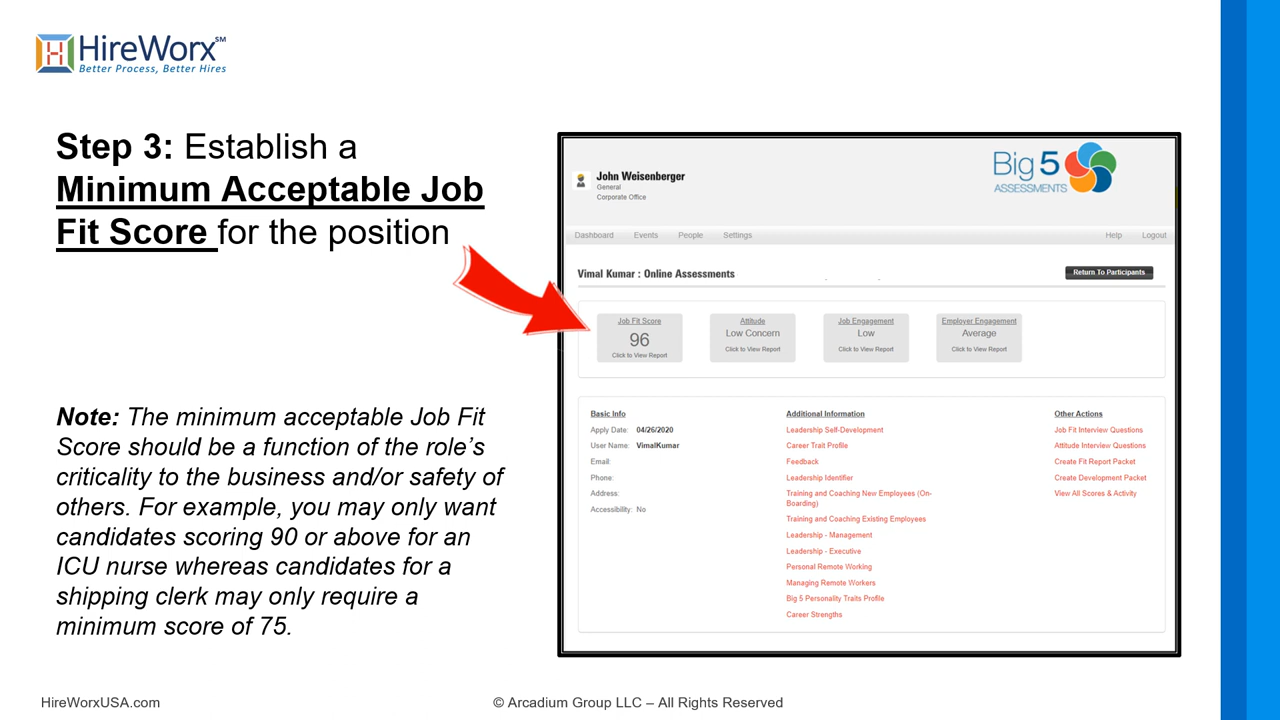 HireWorx℠
Better Process, Better Hires
Step 3: Establish a
Minimum Acceptable Job
Fit Score for the position
Note: The minimum acceptable Job Fit
Score should be a function of the role’s
criticality to the business and/or safety of
others. For example, you may only want
candidates scoring 90 or above for an
ICU nurse whereas candidates for a
shipping clerk may only require a
minimum score of 75.
John Weisenberger
General
Corporate Office
Big 5
ASSESSMENTS
Dashboard Events People Settings Help Logout
Vimal Kumar : Online Assessments
Return To Participants
Job Fit Score
96
Click to View Report
Attitude
Low Concern
Click to View Report
Job Engagement
Low
Click to View Report
Employer Engagement
Average
Click to View Report
Basic Info
Apply Date: 04/26/2020
User Name: VimalKumar
Email:
Phone:
Address:
Accessibility: No
Additional Information
Leadership Self-Development
Career Trait Profile
Feedback
Leadership Identifier
Training and Coaching New Employees (On-
Boarding)
Training and Coaching Existing Employees
Leadership - Management
Leadership - Executive
Personal Remote Working
Managing Remote Workers
Big 5 Personality Traits Profile
Career Strengths
Other Actions
Job Fit Interview Questions
Attitude Interview Questions
Create Fit Report Packet
Create Development Packet
View All Scores & Activity
HireWorxUSA.com
© Arcadium Group LLC – All Rights Reserved